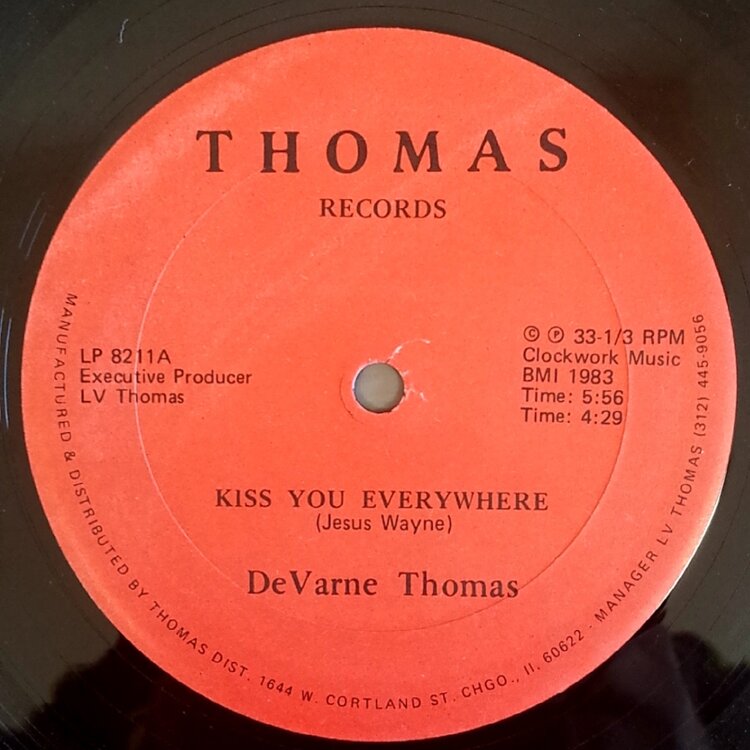 THOMAS
RECORDS
LP 8211A
Executive Producer
LV Thomas
© ℗ 33-1/3 RPM
Clockwork Music
BMI 1983
Time: 5:56
Time: 4:29
KISS YOU EVERYWHERE
(Jesus Wayne)
DeVarne Thomas
MANUFACTURED & DISTRIBUTED BY THOMAS DIST. 1644 W. CORTLAND ST. CHGO., Il. 60622 - MANAGER LV THOMAS (312) 445-9056